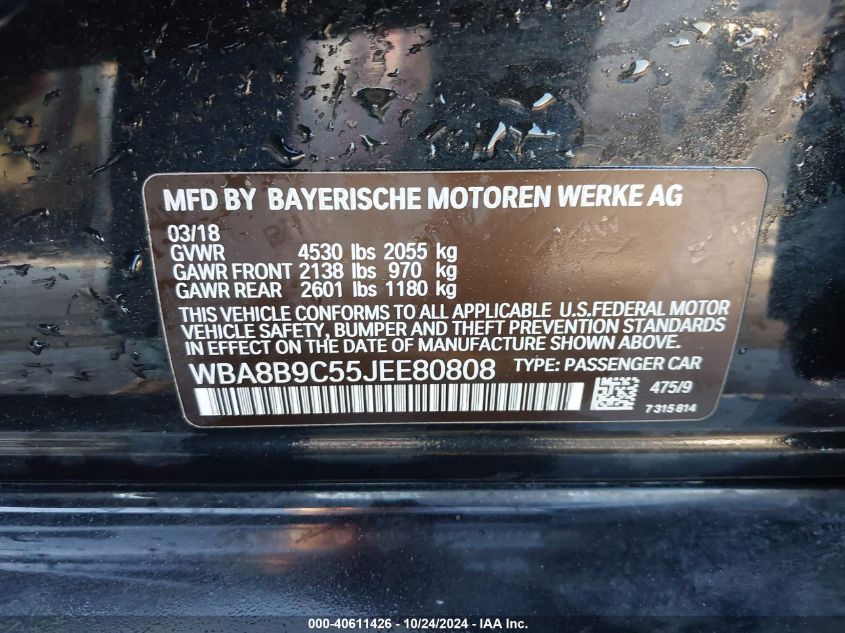 MFD BY BAYERISCHE MOTOREN WERKE AG
03/18
GVWR 4530 lbs 2055 kg
GAWR FRONT 2138 lbs 970 kg
GAWR REAR 2601 lbs 1180 kg
THIS VEHICLE CONFORMS TO ALL APPLICABLE U.S.FEDERAL MOTOR
VEHICLE SAFETY, BUMPER AND THEFT PREVENTION STANDARDS
IN EFFECT ON THE DATE OF MANUFACTURE SHOWN ABOVE.
WBA8B9C55JEE80808 TYPE: PASSENGER CAR
475/9
7 315 814
000-40611426 - 10/24/2024 - IAA Inc.